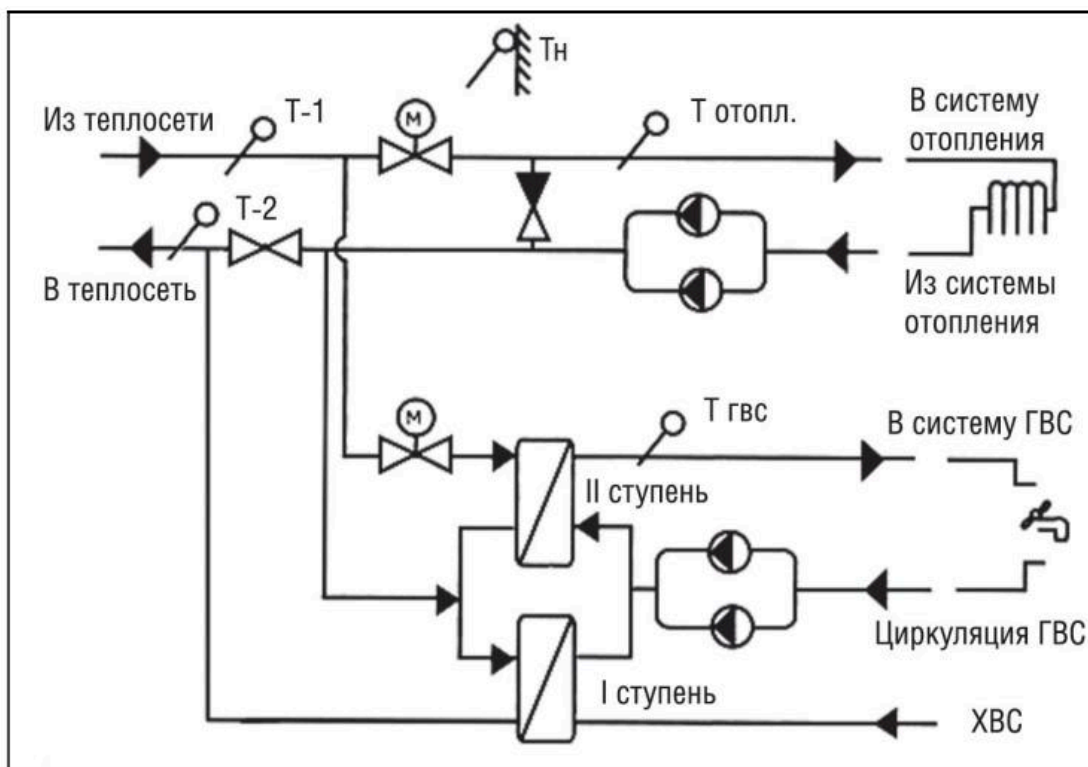 Тн
Из теплосети
Т-1
М
Т отопл.
В систему
отопления
Т-2
В теплосеть
Из системы
отопления
М
Т гвс
В систему ГВС
II ступень
Циркуляция ГВС
I ступень
ХВС